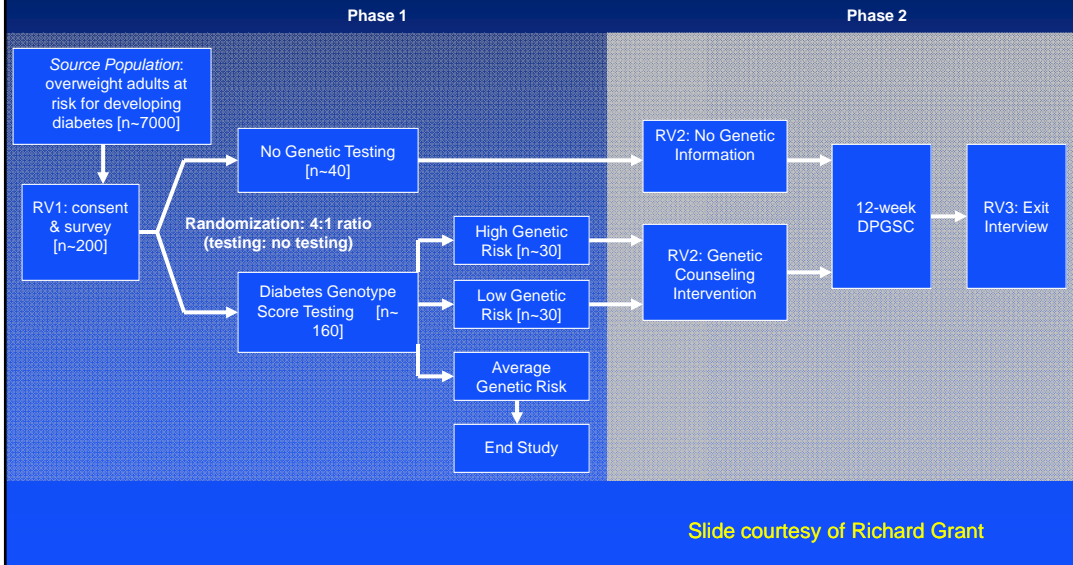 Phase 1
Phase 2
Source Population:
overweight adults at
risk for developing
diabetes [n~7000]
RV1: consent
& survey
[n~200]
No Genetic Testing
[n~40]
Randomization: 4:1 ratio
(testing: no testing)
Diabetes Genotype
Score Testing [n~
160]
High Genetic
Risk [n~30]
Low Genetic
Risk [n~30]
Average
Genetic Risk
End Study
RV2: No Genetic
Information
RV2: Genetic
Counseling
Intervention
12-week
DPGSC
RV3: Exit
Interview
Slide courtesy of Richard Grant